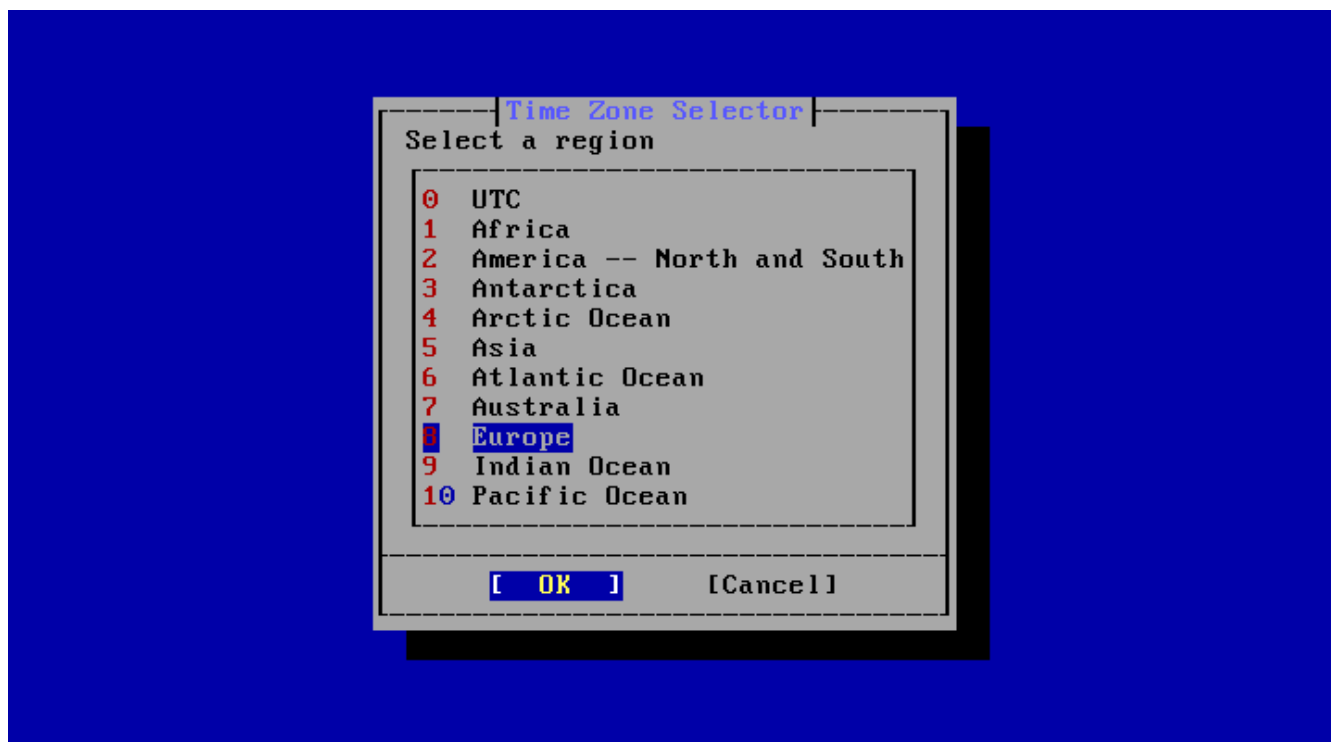 Time Zone Selector
Select a region
0 UTC
1 Africa
2 America -- North and South
3 Antarctica
4 Arctic Ocean
5 Asia
6 Atlantic Ocean
7 Australia
8 Europe
9 Indian Ocean
10 Pacific Ocean
[ OK ] [Cancel]